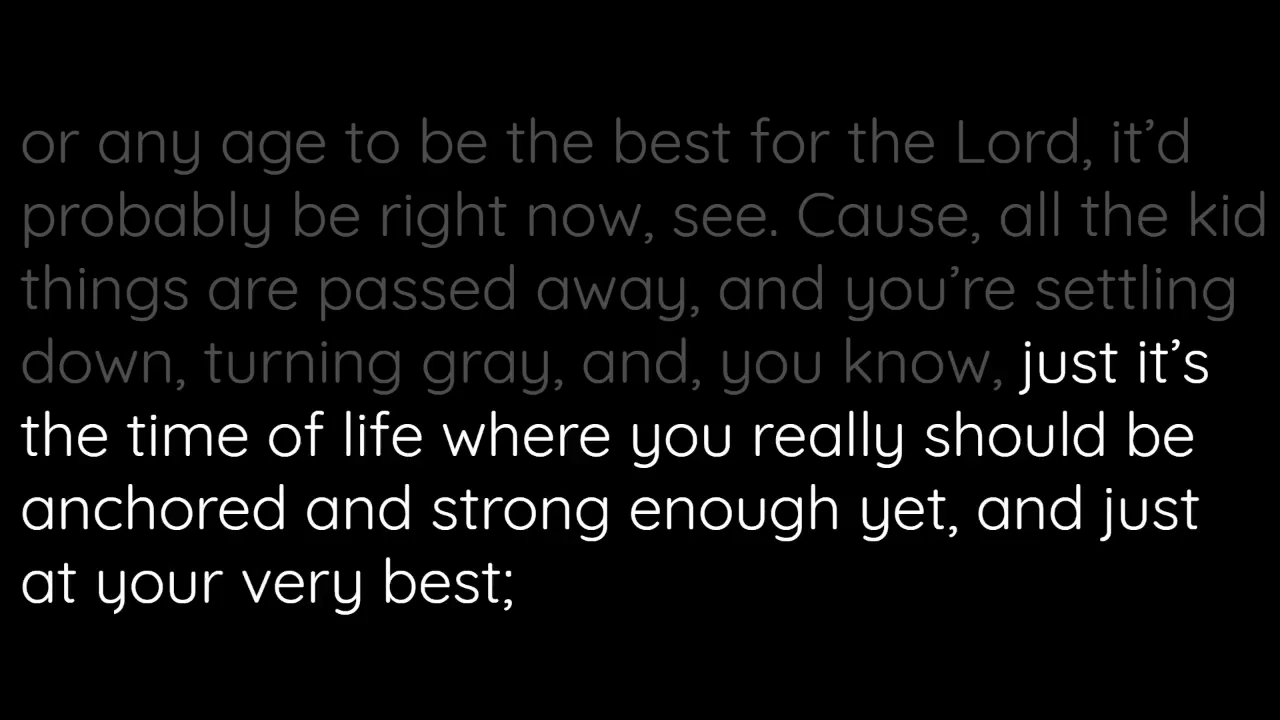 or any age to be the best for the Lord, it’d
probably be right now, see. Cause, all the kid
things are passed away, and you’re settling
down, turning gray, and, you know, just it’s
the time of life where you really should be
anchored and strong enough yet, and just
at your very best;